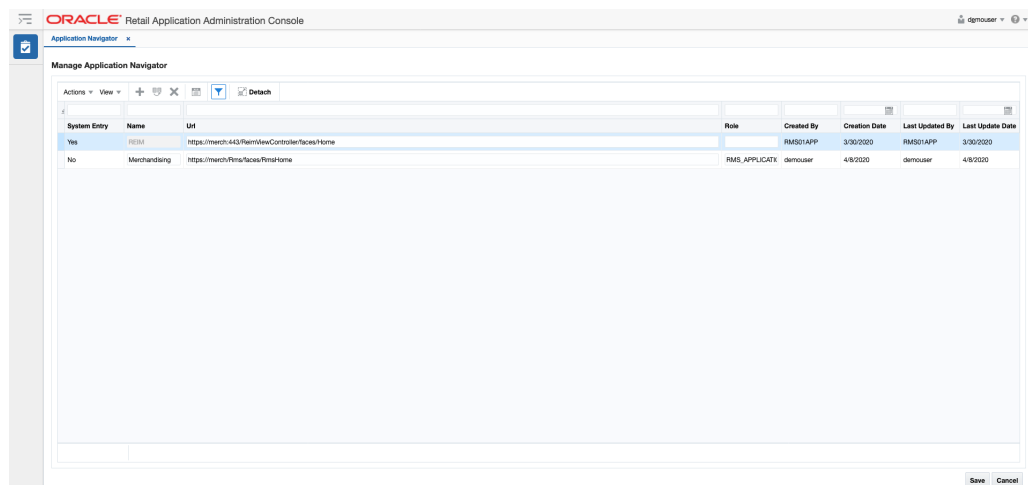 ORACLE® Retail Application Administration Console demouser
Application Navigator ×
Manage Application Navigator
Actions View Detach
System Entry Name Url Role Created By Creation Date Last Updated By Last Update Date
Yes REIM https://merch:443/ReimViewController/faces/Home RMS01APP 3/30/2020 RMS01APP 3/30/2020
No Merchandising https://merch/Rms/faces/RmsHome RMS_APPLICATIC demouser 4/8/2020 demouser 4/8/2020
Save Cancel